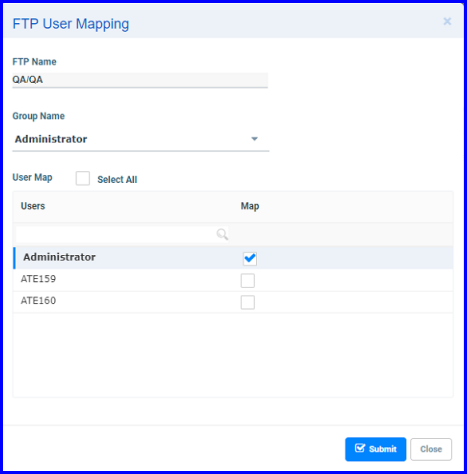 FTP User Mapping
×
FTP Name
QA/QA
Group Name
Administrator
User Map Select All
Users Map
Administrator
ATE159
ATE160
Submit Close